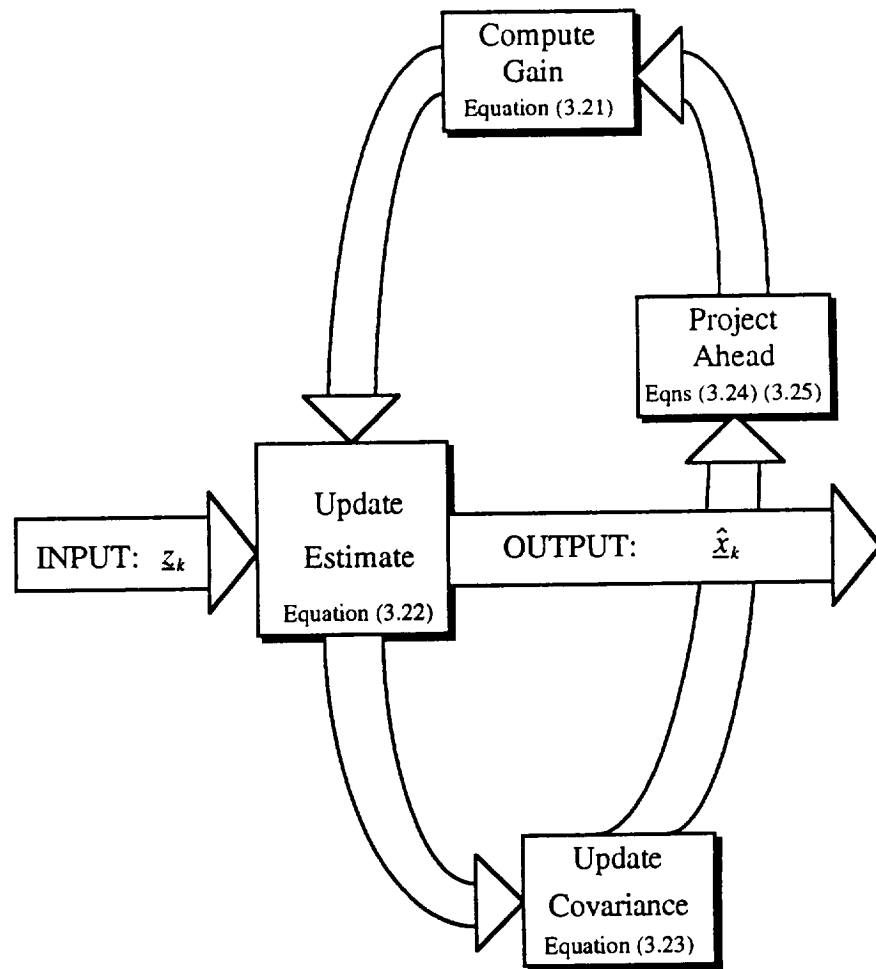 Compute
Gain
Equation (3.21)
Project
Ahead
Eqns (3.24) (3.25)
Update
Estimate
Equation (3.22)
INPUT: z̲ₖ
OUTPUT: x̲̂ₖ
Update
Covariance
Equation (3.23)